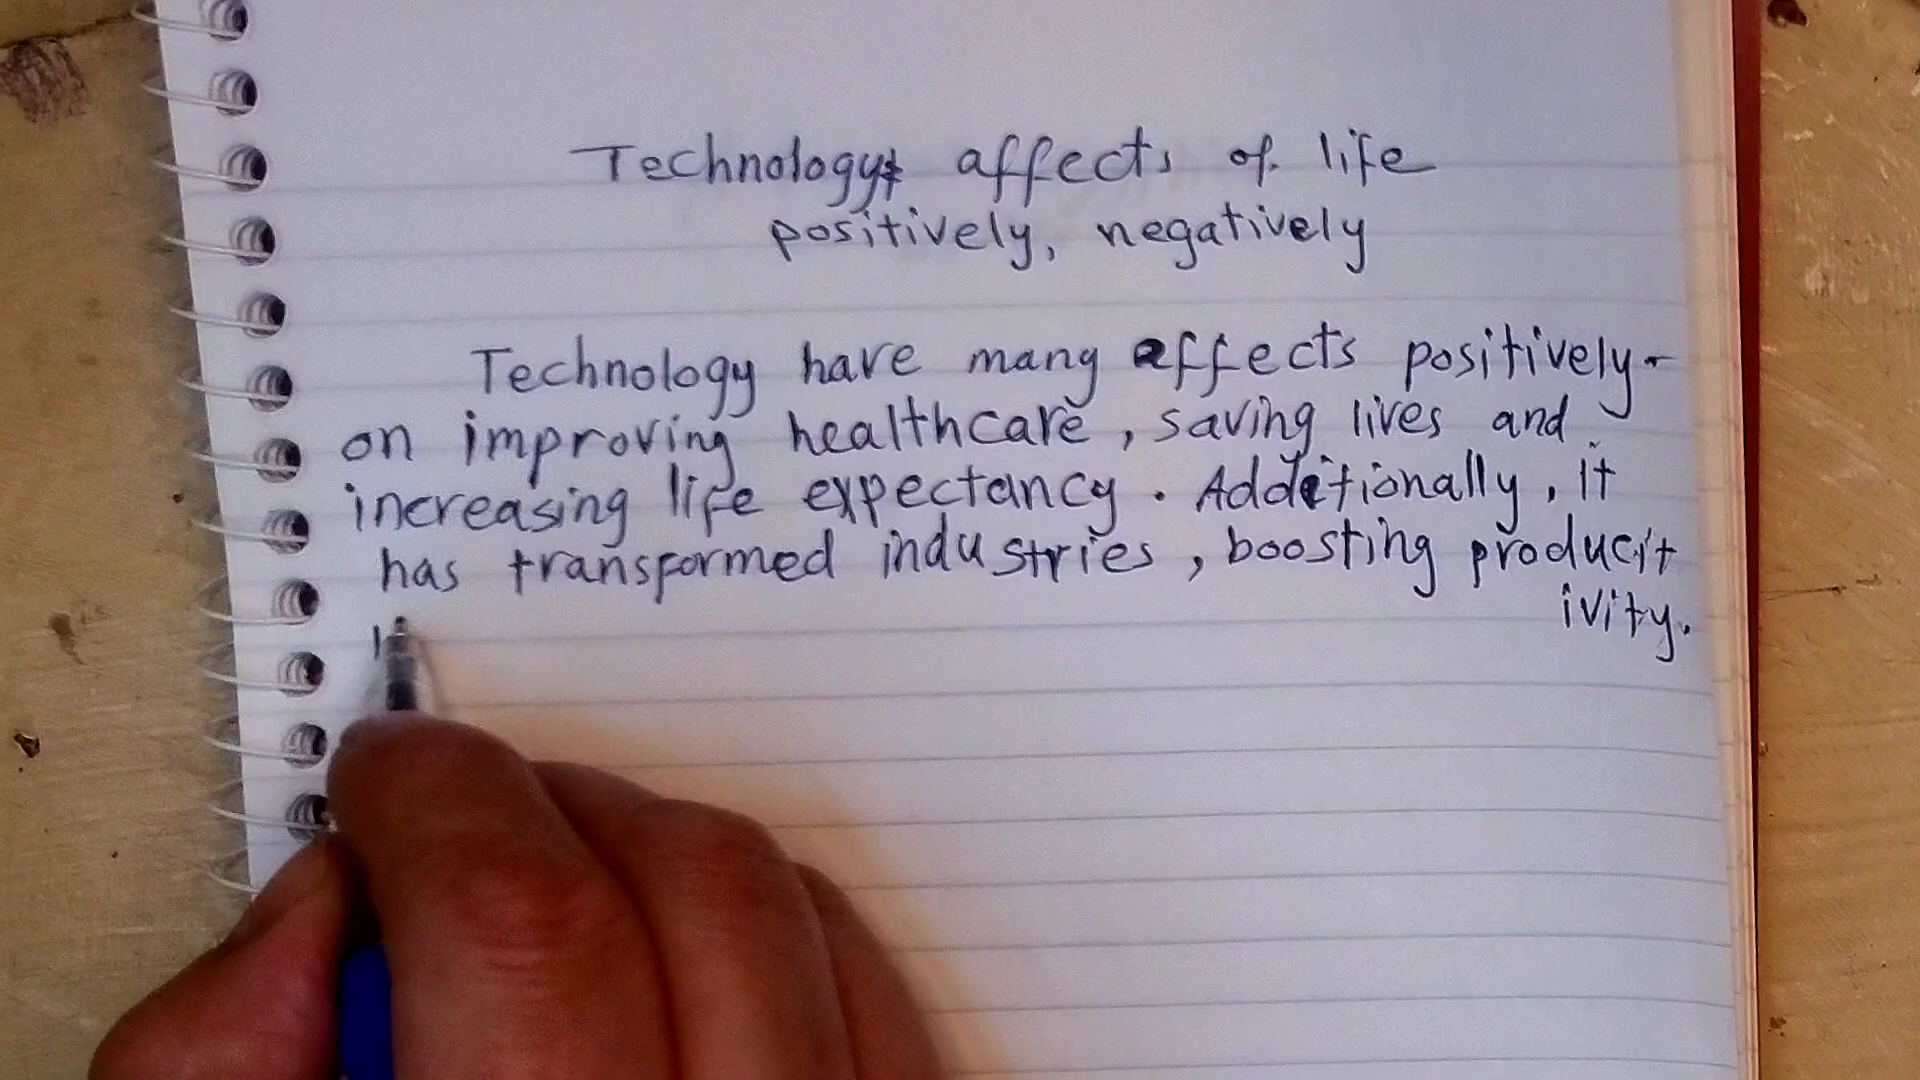 Technology affects of life
positively, negatively
Technology have many affects positively
on improving healthcare, saving lives and
increasing life expectancy. Additionally, it
has transformed industries, boosting product
ivity.